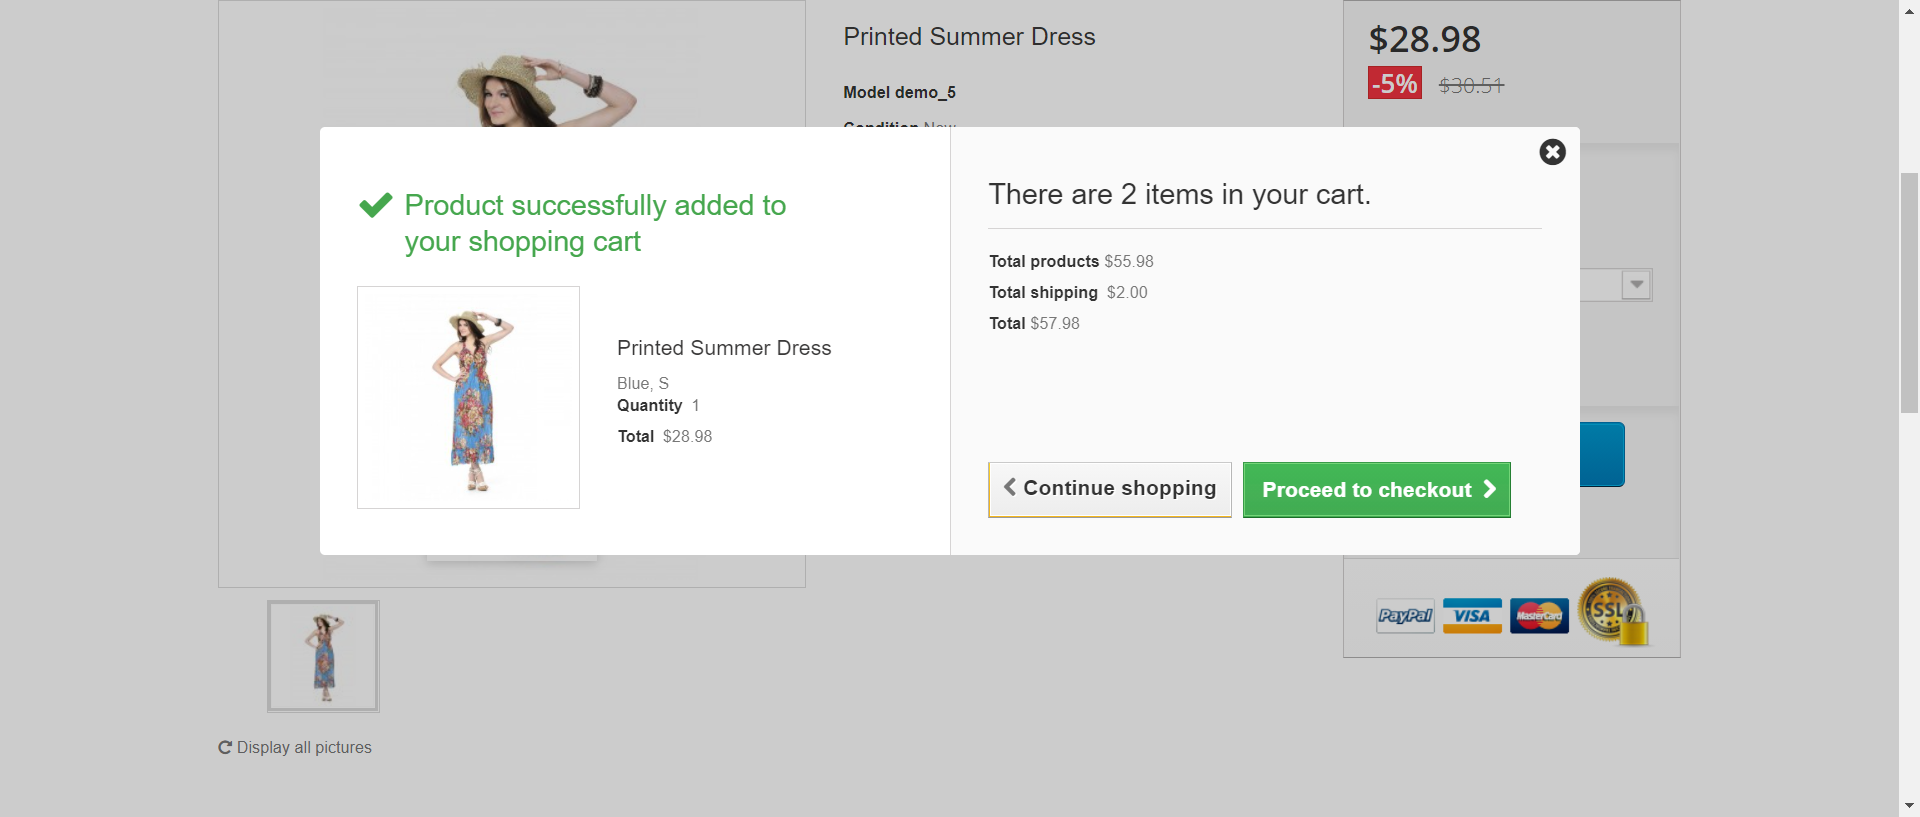 Printed Summer Dress
Model demo_5
Condition New
$28.98
-5% $30.51
Product successfully added to
your shopping cart
Printed Summer Dress
Blue, S
Quantity 1
Total $28.98
There are 2 items in your cart.
Total products $55.98
Total shipping $2.00
Total $57.98
Continue shopping
Proceed to checkout
PayPal VISA MasterCard SSL
Display all pictures